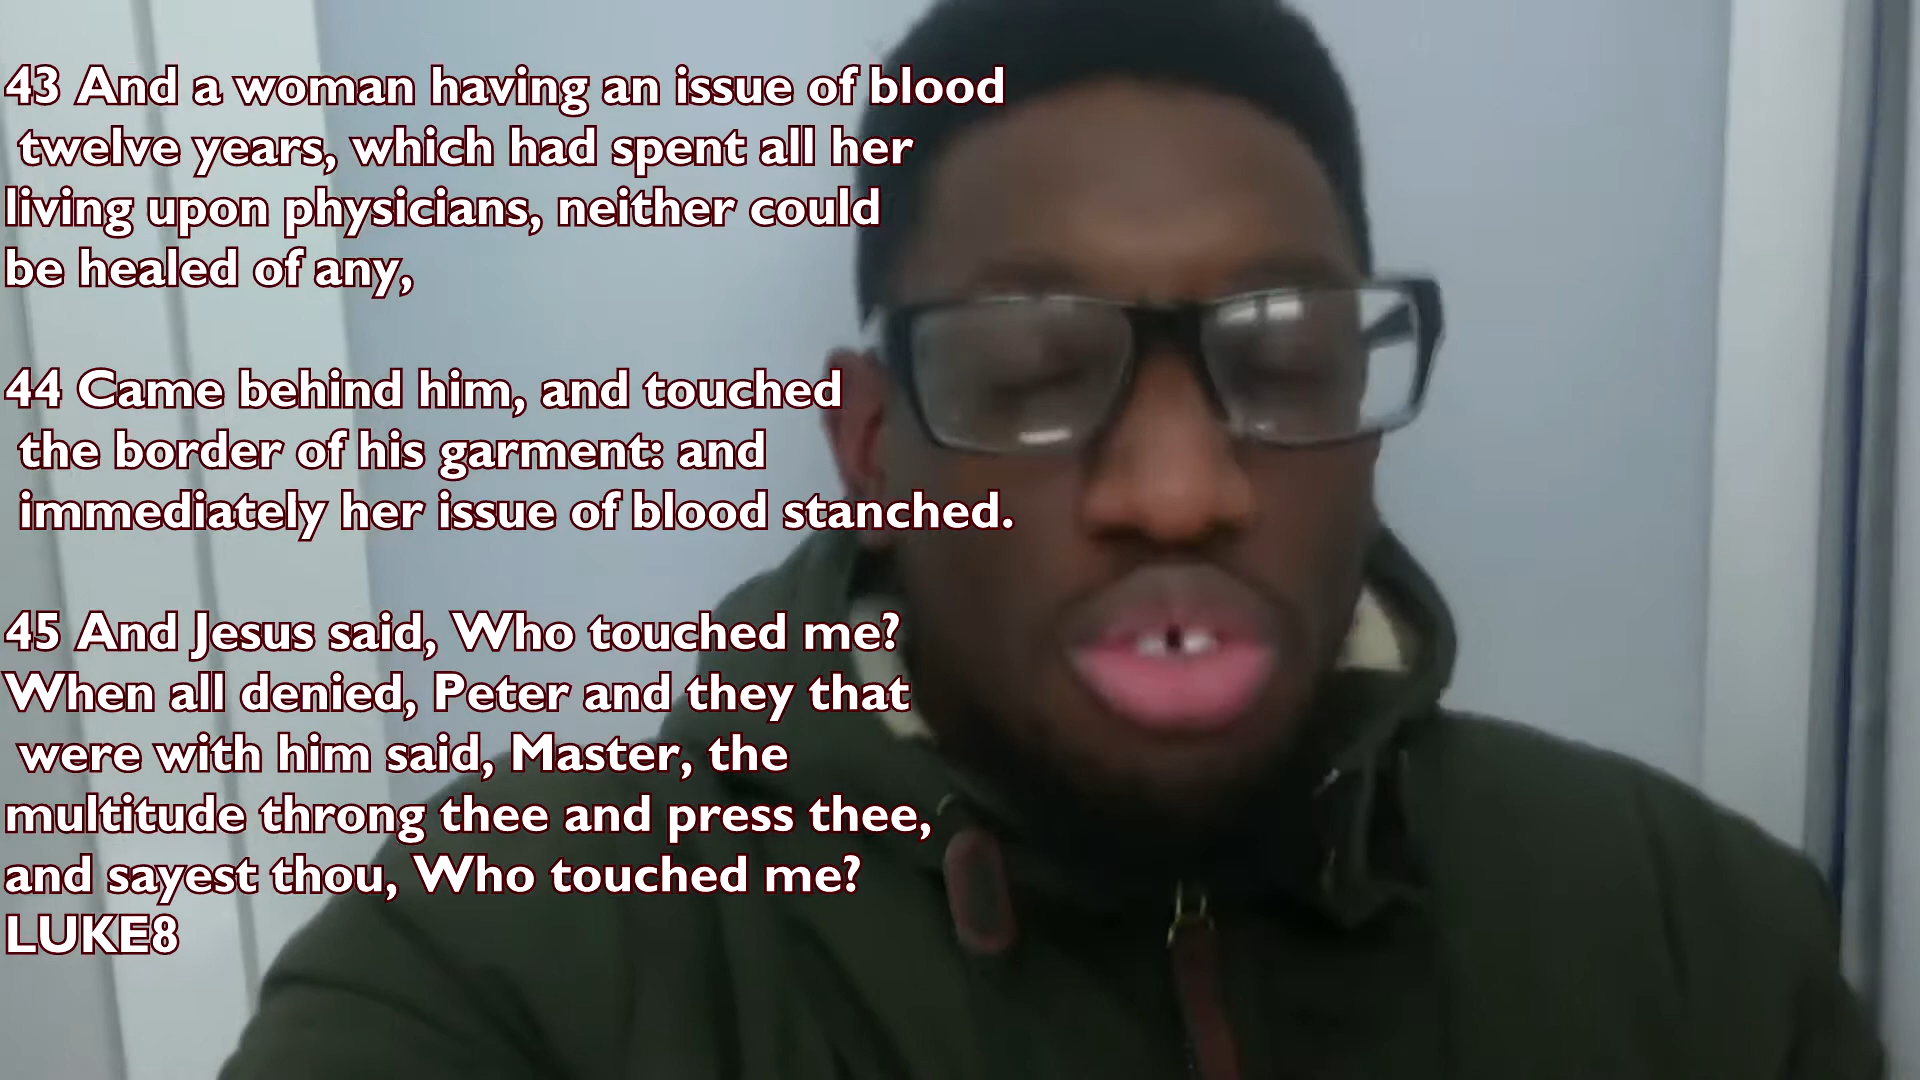 43 And a woman having an issue of blood
twelve years, which had spent all her
living upon physicians, neither could
be healed of any,
44 Came behind him, and touched
the border of his garment: and
immediately her issue of blood stanched.
45 And Jesus said, Who touched me?
When all denied, Peter and they that
were with him said, Master, the
multitude throng thee and press thee,
and sayest thou, Who touched me?
LUKE8